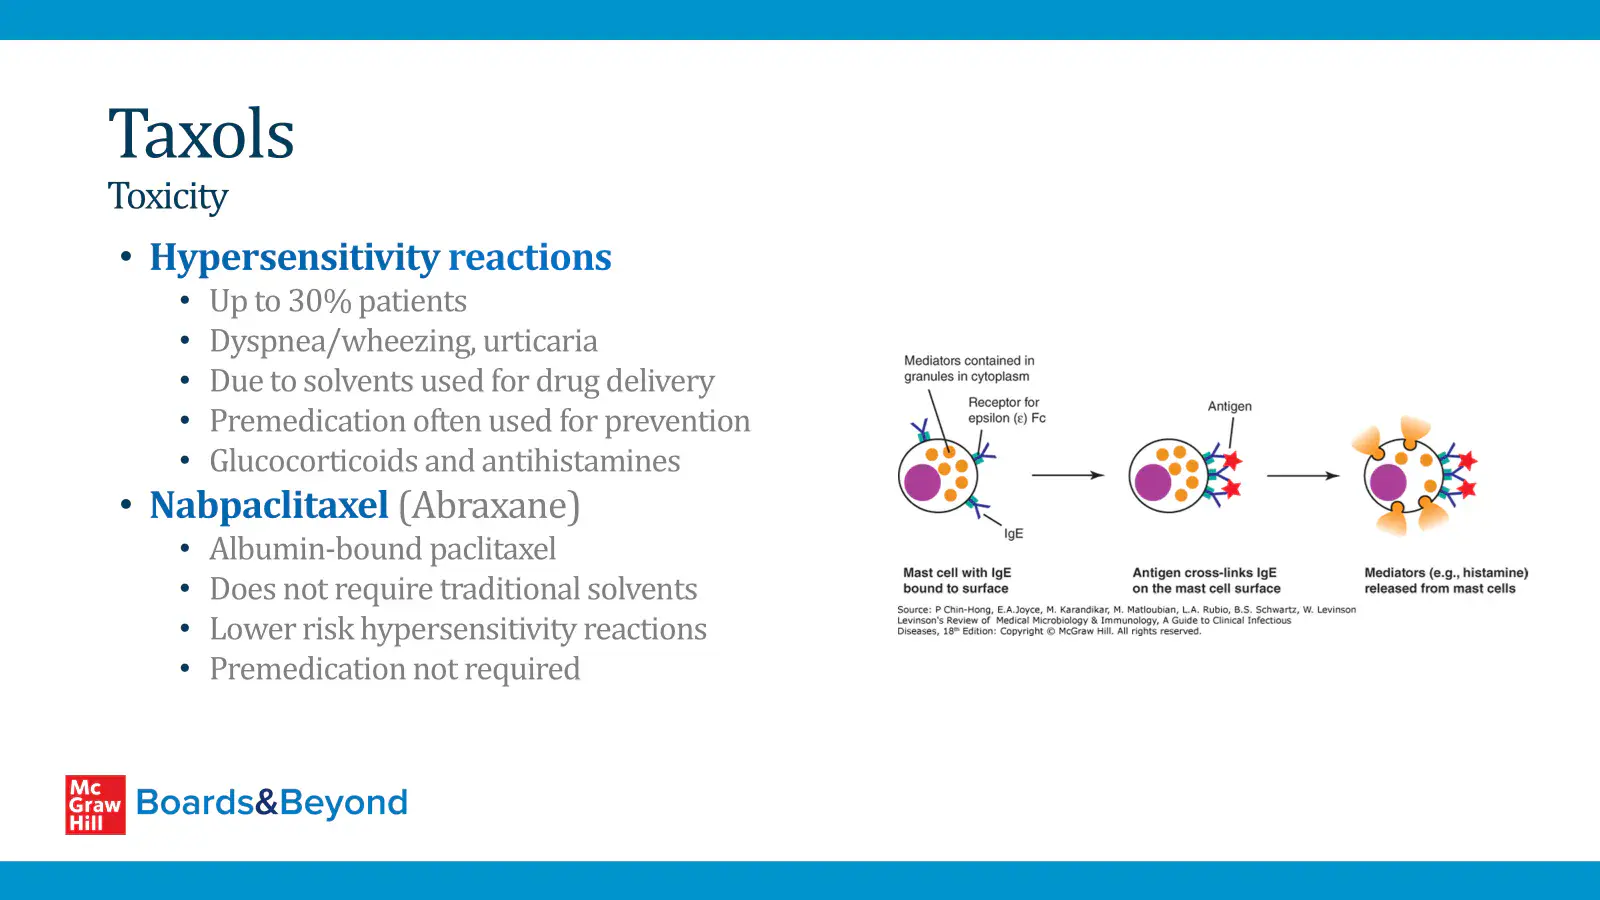 Taxols
Toxicity
• Hypersensitivity reactions
• Up to 30% patients
• Dyspnea/wheezing, urticaria
• Due to solvents used for drug delivery
• Premedication often used for prevention
• Glucocorticoids and antihistamines
• Nabpaclitaxel (Abraxane)
• Albumin-bound paclitaxel
• Does not require traditional solvents
• Lower risk hypersensitivity reactions
• Premedication not required
Mediators contained in
granules in cytoplasm
Receptor for
epsilon (ε) Fc
IgE
Mast cell with IgE
bound to surface
Antigen
Antigen cross-links IgE
on the mast cell surface
Mediators (e.g., histamine)
released from mast cells
Source: P Chin-Hong, E.A.Joyce, M. Karandikar, M. Matloubian, L.A. Rubio, B.S. Schwartz, W. Levinson
Levinson's Review of Medical Microbiology & Immunology, A Guide to Clinical Infectious
Diseases, 18th Edition: Copyright © McGraw Hill. All rights reserved.
Mc
Graw
Hill
Boards&Beyond